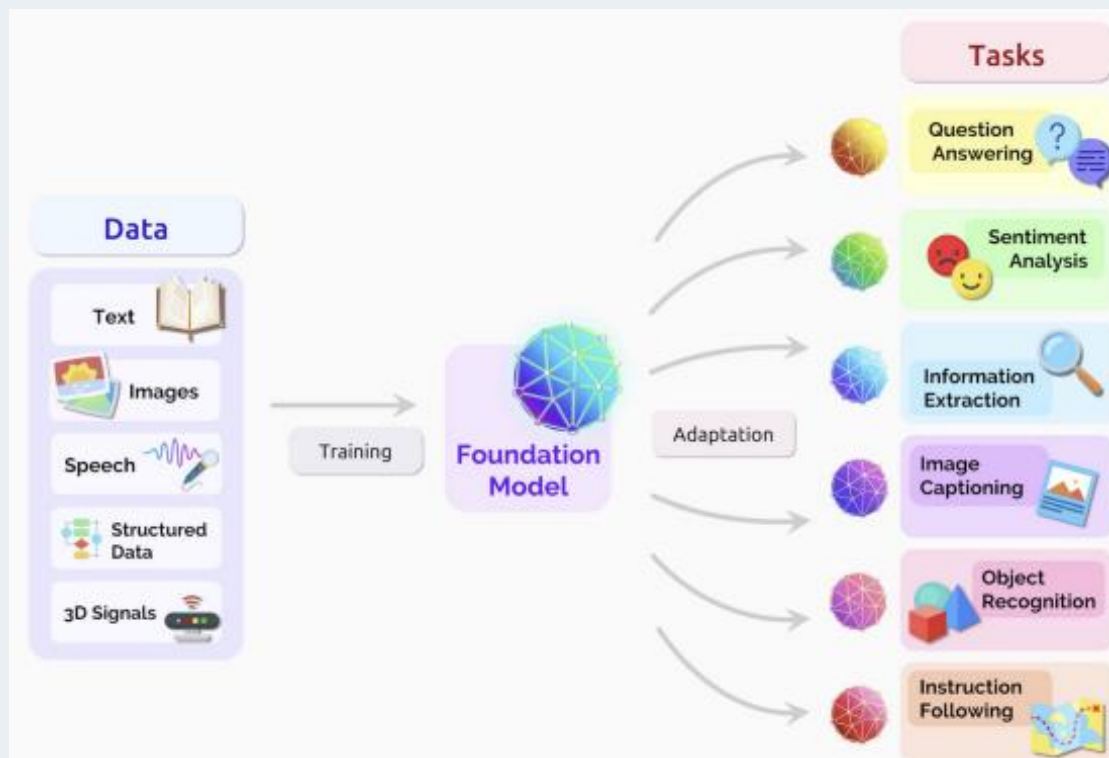 Data
Text
Images
Speech
Structured
Data
3D Signals
Training
Foundation
Model
Adaptation
Tasks
Question
Answering
?
Sentiment
Analysis
Information
Extraction
Image
Captioning
Object
Recognition
Instruction
Following